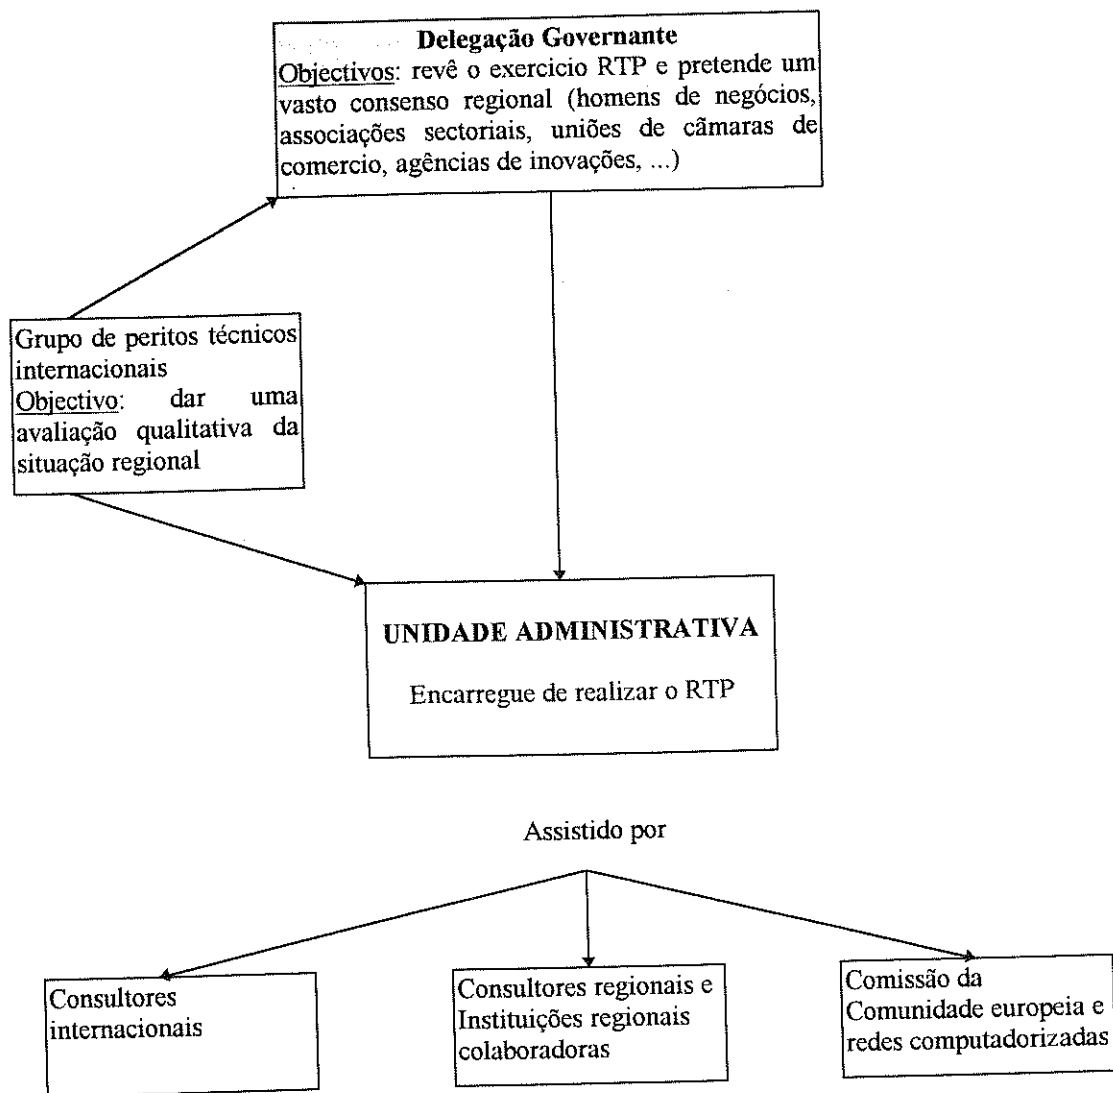 Delegação Governante
Objectivos: revê o exercicio RTP e pretende um
vasto consenso regional (homens de negócios,
associações sectoriais, uniões de câmaras de
comercio, agências de inovações, ...)
Grupo de peritos técnicos
internacionais
Objectivo: dar uma
avaliação qualitativa da
situação regional
UNIDADE ADMINISTRATIVA
Encarregue de realizar o RTP
Assistido por
Consultores
internacionais
Consultores regionais e
Instituições regionais
colaboradoras
Comissão da
Comunidade europeia e
redes computadorizadas